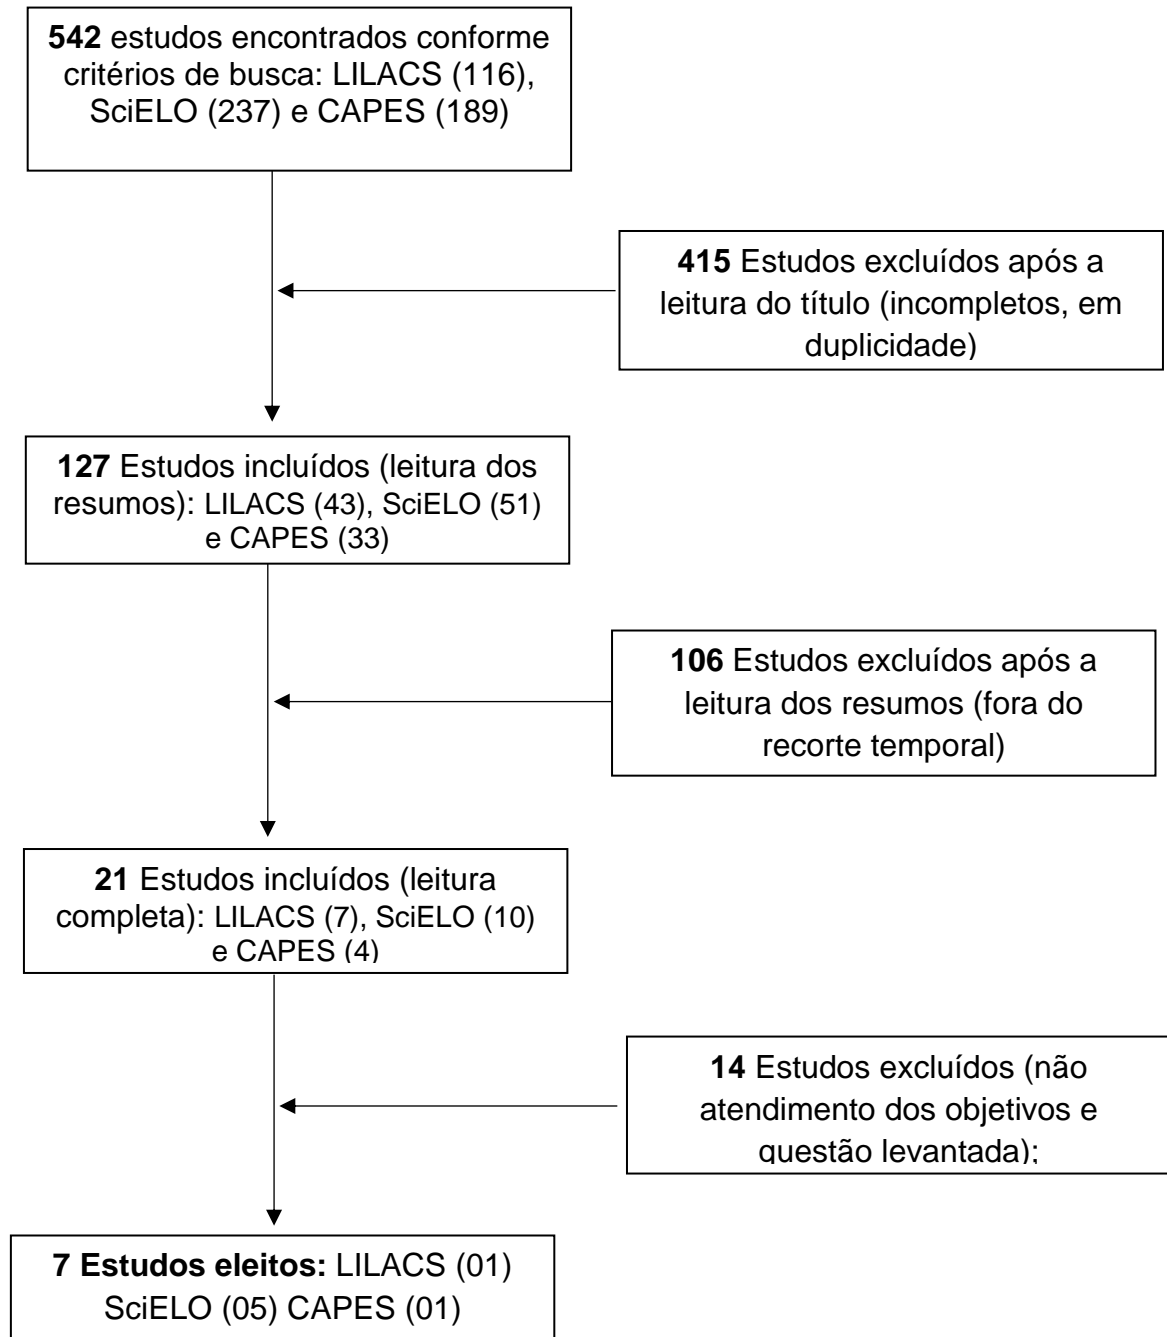 542 estudos encontrados conforme
critérios de busca: LILACS (116),
SciELO (237) e CAPES (189)
415 Estudos excluídos após a
leitura do título (incompletos, em
duplicidade)
127 Estudos incluídos (leitura dos
resumos): LILACS (43), SciELO (51)
e CAPES (33)
106 Estudos excluídos após a
leitura dos resumos (fora do
recorte temporal)
21 Estudos incluídos (leitura
completa): LILACS (7), SciELO (10)
e CAPES (4)
14 Estudos excluídos (não
atendimento dos objetivos e
questão levantada);
7 Estudos eleitos: LILACS (01)
SciELO (05) CAPES (01)